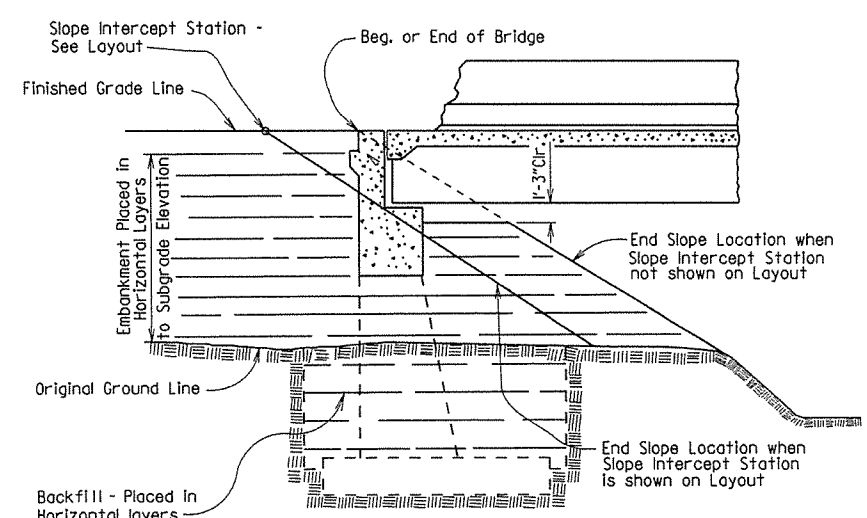 Slope Intercept Station -
See Layout
Beg. or End of Bridge
Finished Grade Line
Embankment Placed in
Horizontal Layers
to Subgrade Elevation
1'-3"Clr
End Slope Location when
Slope Intercept Station
not shown on Layout
Original Ground Line
End Slope Location when
Slope Intercept Station
is shown on Layout
Backfill - Placed in
Horizontal layers